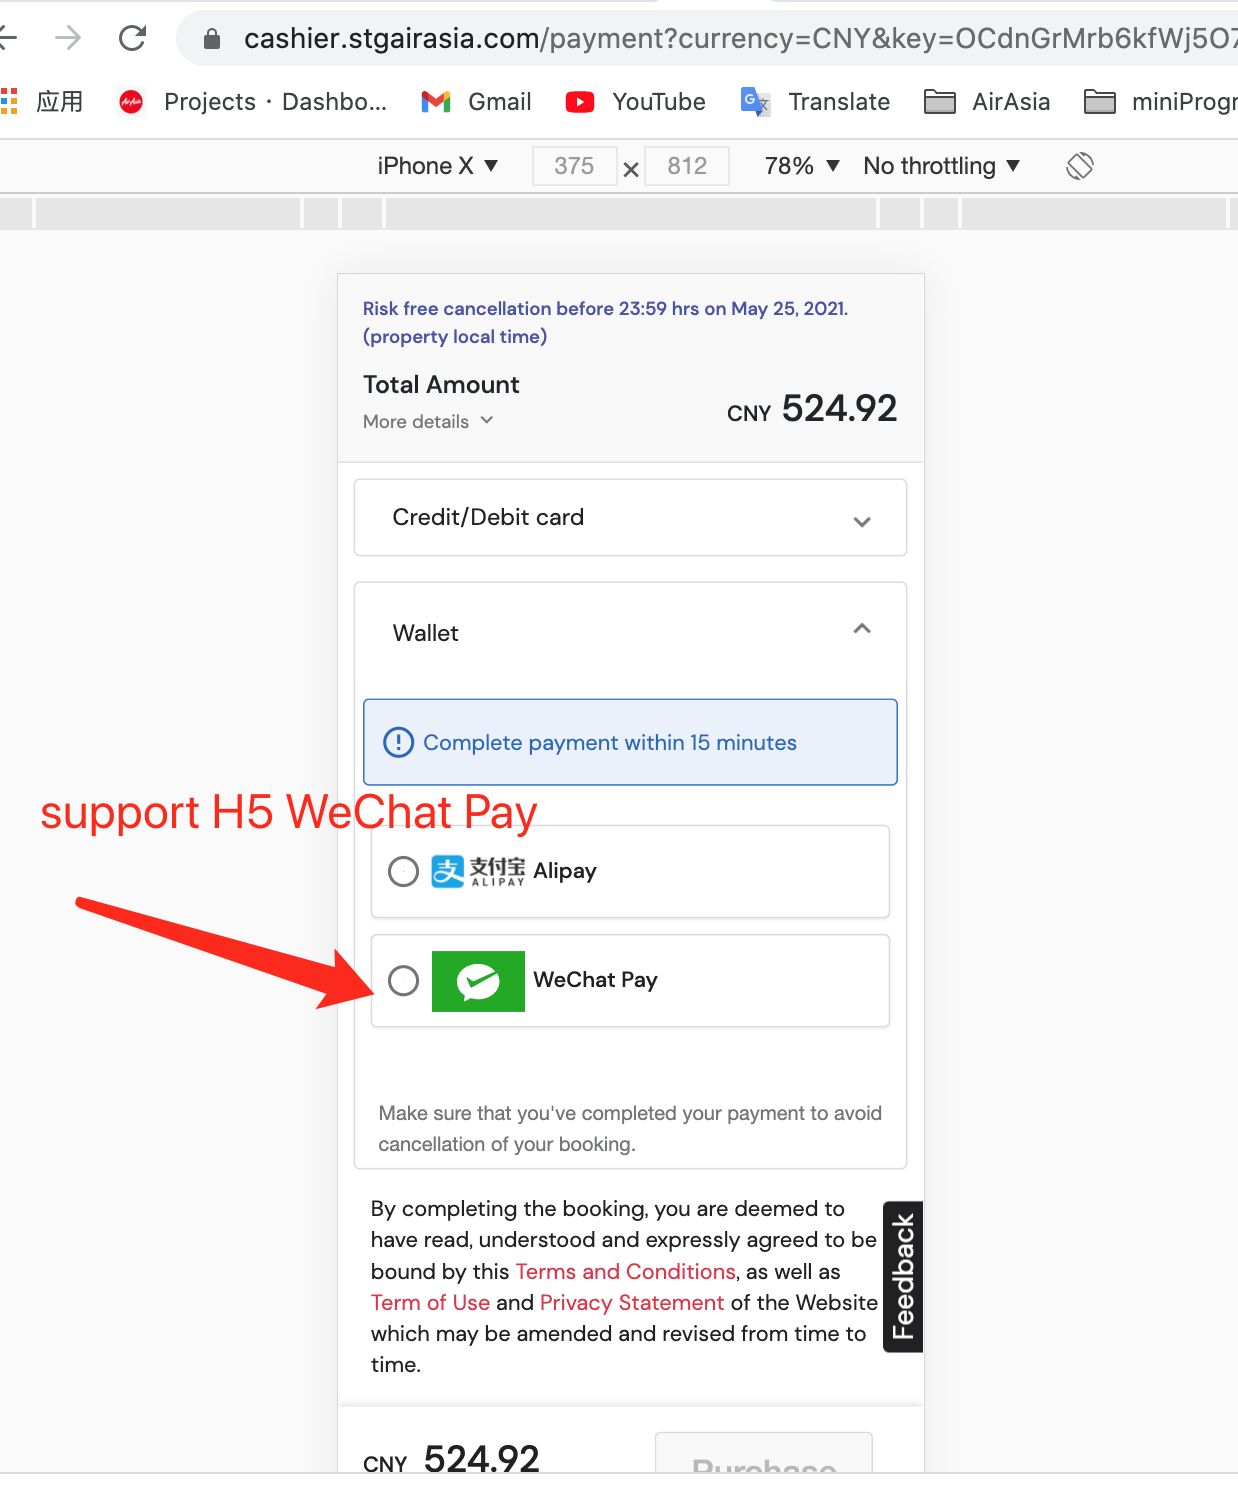 cashier.stgairasia.com/payment?currency=CNY&key=OCdnGrMrb6kfWj5O7
应用 Projects · Dashbo... Gmail YouTube Translate AirAsia miniProgr
iPhone X ▼ 375 × 812 78% ▼ No throttling ▼
Risk free cancellation before 23:59 hrs on May 25, 2021.
(property local time)
Total Amount
CNY 524.92
More details
Credit/Debit card
Wallet
Complete payment within 15 minutes
support H5 WeChat Pay
支付宝 ALIPAY Alipay
WeChat Pay
Make sure that you've completed your payment to avoid
cancellation of your booking.
By completing the booking, you are deemed to
have read, understood and expressly agreed to be
bound by this Terms and Conditions, as well as
Term of Use and Privacy Statement of the Website
which may be amended and revised from time to
time.
Feedback
CNY 524.92
Purchase